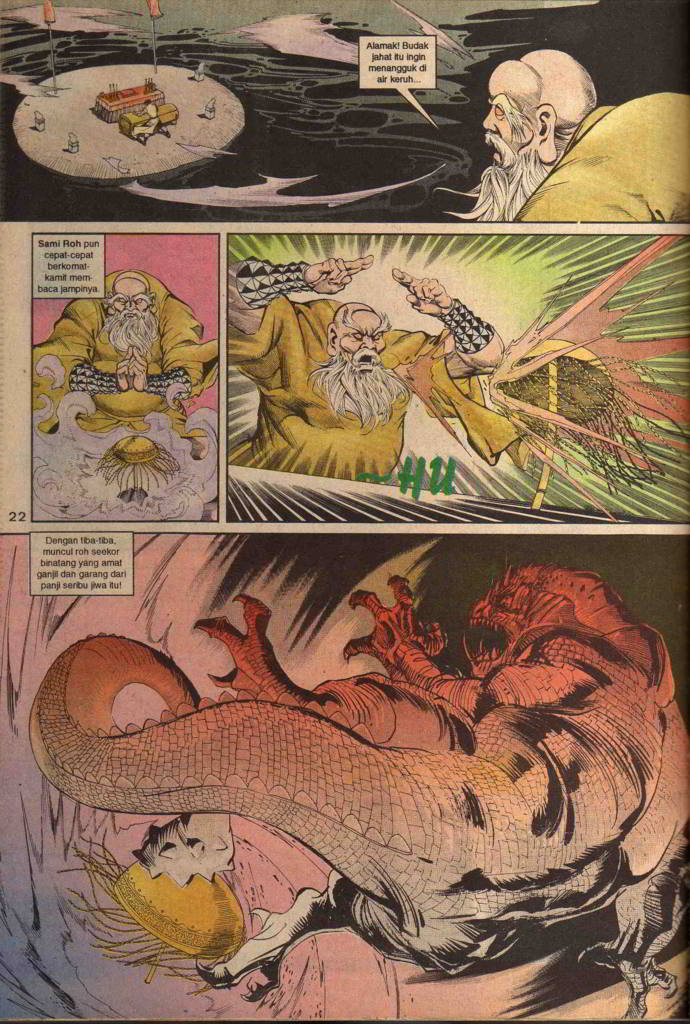 Alamak! Budak
jahat itu ingin
menangguk di
air keruh...
Sami Roh pun
cepat-cepat
berkomat-
kamit mem-
baca jampinya.
HU
22
Dengan tiba-tiba,
muncul roh seekor
binatang yang amat
ganjil dan garang dari
panji seribu jiwa itu!